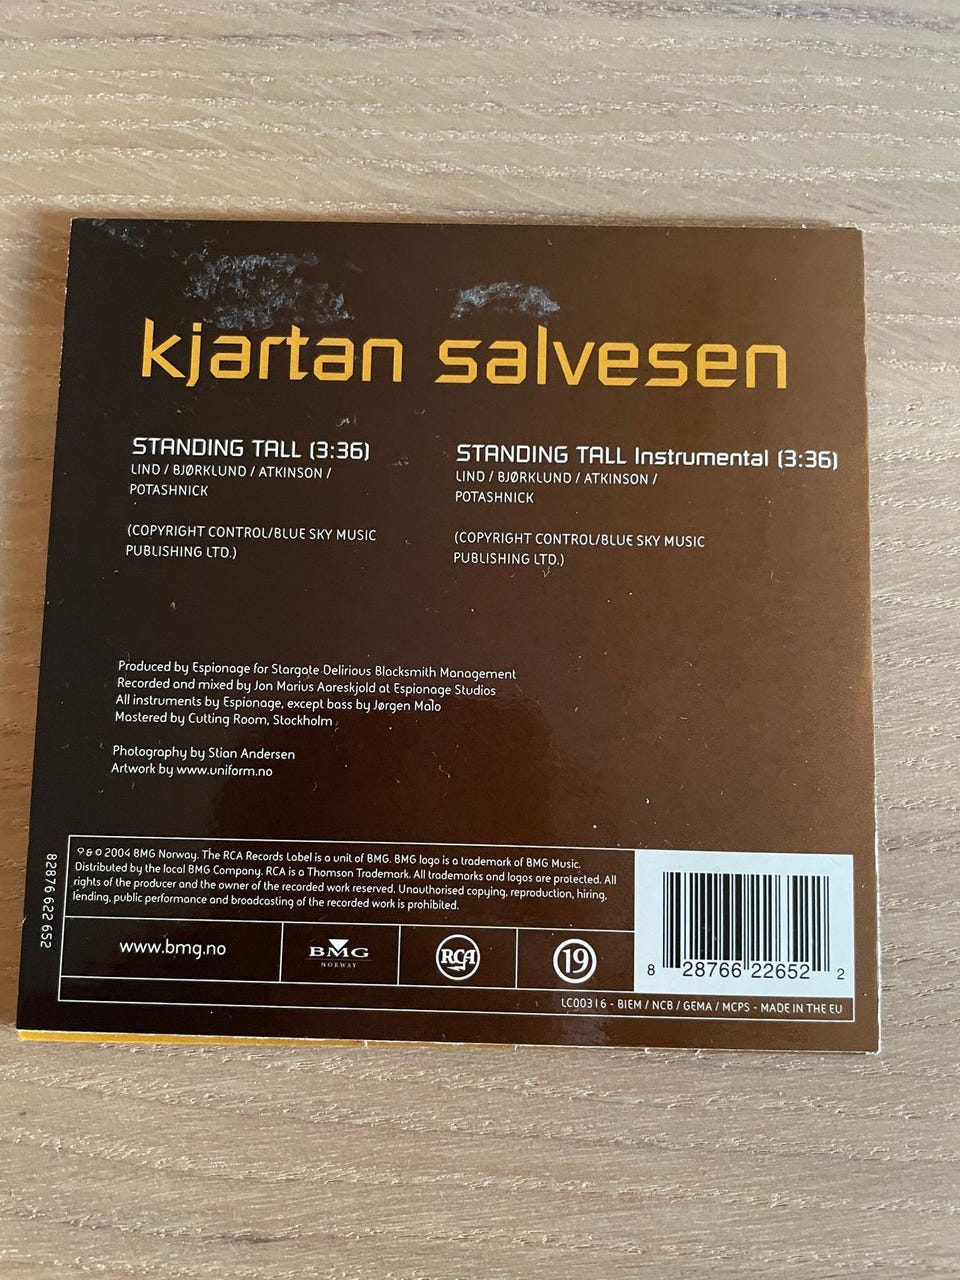 kjartan salvesen
STANDING TALL (3:36)
LIND / BJØRKLUND / ATKINSON /
POTASHNICK
(COPYRIGHT CONTROL/BLUE SKY MUSIC
PUBLISHING LTD.)
STANDING TALL Instrumental (3:36)
LIND / BJØRKLUND / ATKINSON /
POTASHNICK
(COPYRIGHT CONTROL/BLUE SKY MUSIC
PUBLISHING LTD.)
Produced by Espionage for Stargate Delirious Blacksmith Management
Recorded and mixed by Jon Marius Aareskjold at Espionage Studios
All instruments by Espionage, except bass by Jørgen Malo
Mastered by Cutting Room, Stockholm
Photography by Stian Andersen
Artwork by www.uniform.no
82876 622 652
℗ & © 2004 BMG Norway. The RCA Records Label is a unit of BMG. BMG logo is a trademark of BMG Music.
Distributed by the local BMG Company. RCA is a Thomson Trademark. All trademarks and logos are protected. All
rights of the producer and the owner of the recorded work reserved. Unauthorised copying, reproduction, hiring,
lending, public performance and broadcasting of the recorded work is prohibited.
www.bmg.no
BMG
NORWAY
RCA
19
8 28766 22652 2
LC00316 - BIEM / NCB / GEMA / MCPS - MADE IN THE EU